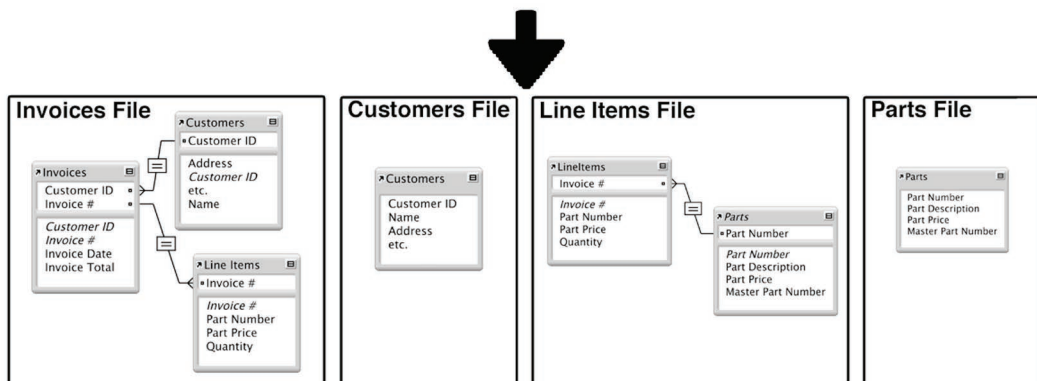 Invoices File
Customers
Customer ID
Address
Customer ID
etc.
Name
Invoices
Customer ID
Invoice #
Customer ID
Invoice #
Invoice Date
Invoice Total
=
=
Line Items
Invoice #
Invoice #
Part Number
Part Price
Quantity
Customers File
Customers
Customer ID
Name
Address
etc.
Line Items File
LineItems
Invoice #
Invoice #
Part Number
Part Price
Quantity
=
Parts
Part Number
Part Number
Part Description
Part Price
Master Part Number
Parts File
Parts
Part Number
Part Description
Part Price
Master Part Number